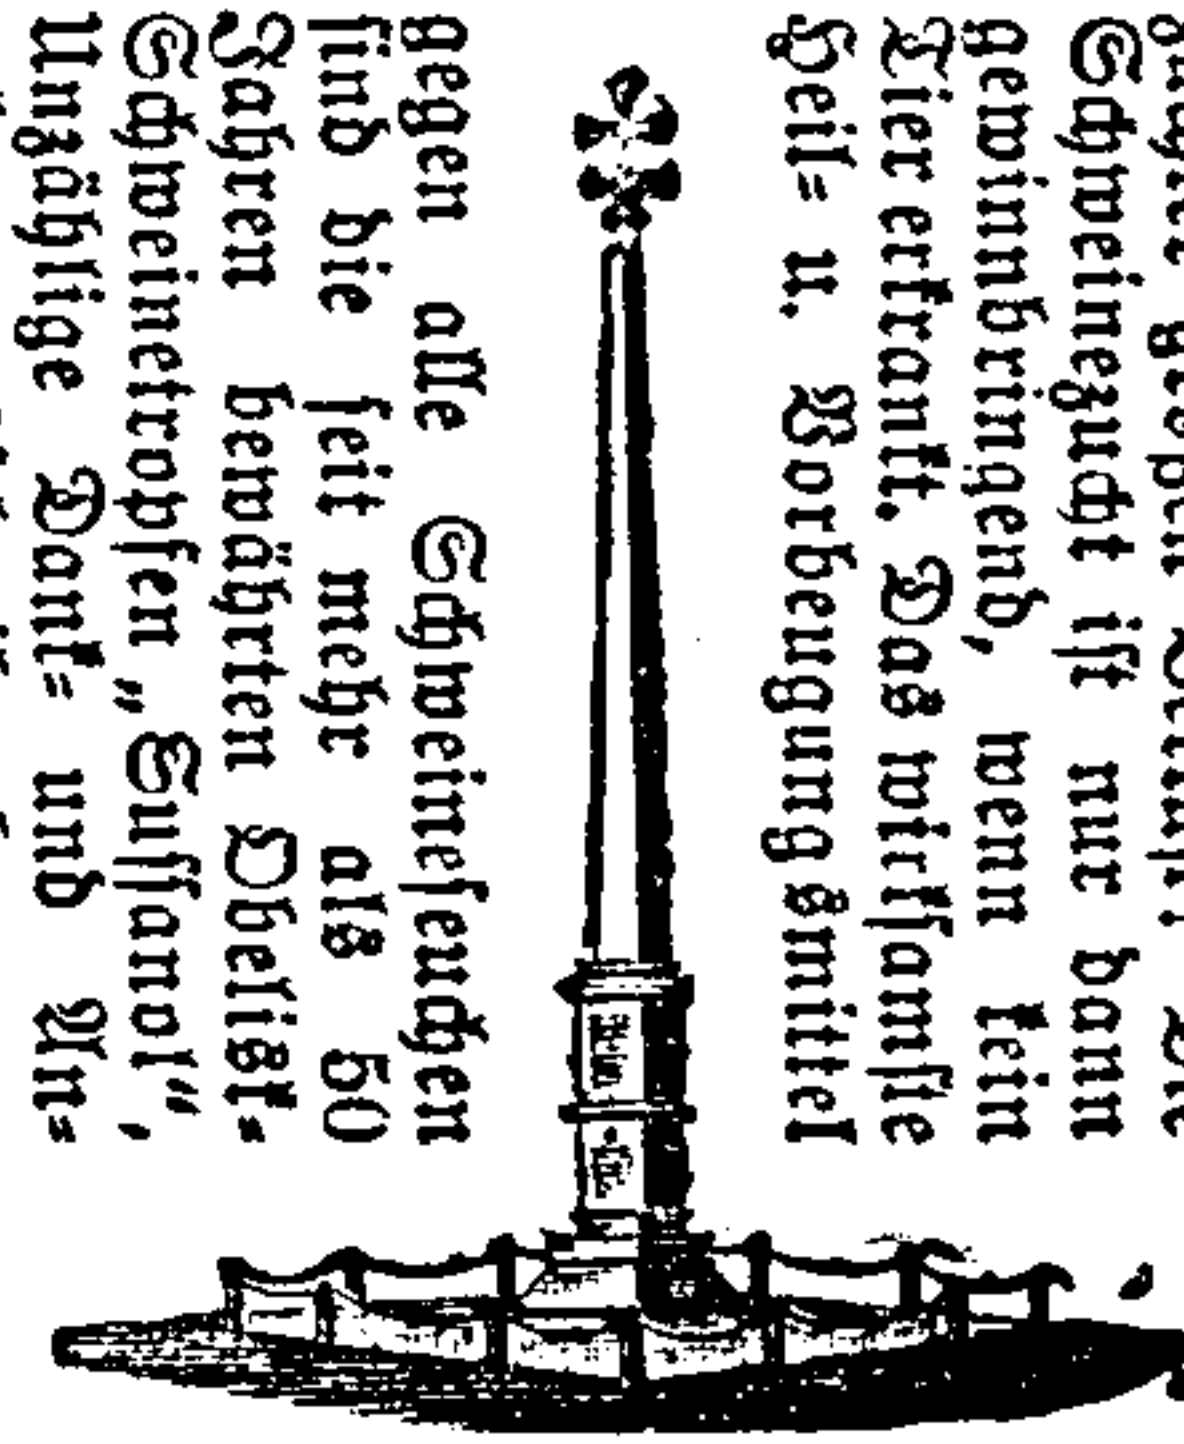 Schweinezucht ist nur dann
gewinnbringend, wenn kein
Tier erkrankt. Das wirksamste
Heil= u. Vorbeugungsmittel
gegen alle Schweineseuchen
sind die seit mehr als 50
Jahren bewährten Obelisk=
Schweinetropfen „Sussanol",
Unzählige Dank= und An=